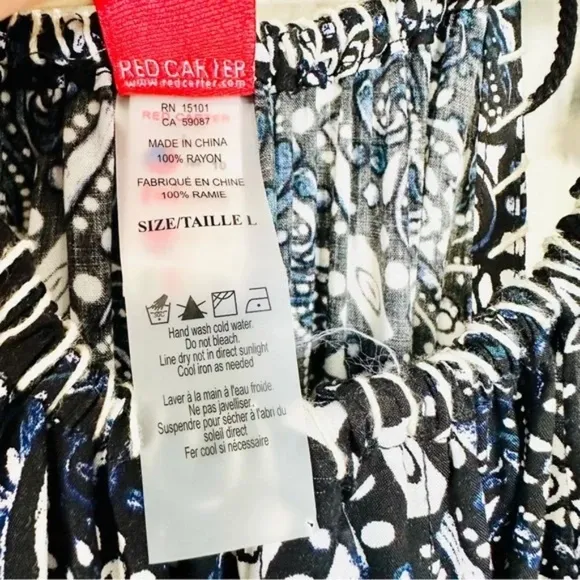 RED CARTER
www.redcarter.com
RN 15101
CA 59087
MADE IN CHINA
100% RAYON
FABRIQUÉ EN CHINE
100% RAMIE
SIZE/TAILLE L
Hand wash cold water.
Do not bleach.
Line dry not in direct sunlight
Cool iron as needed
Laver à la main à l'eau froide
Ne pas javelliser
Suspendre pour sécher à l'abri du
soleil direct
Fer cool si nécessaire